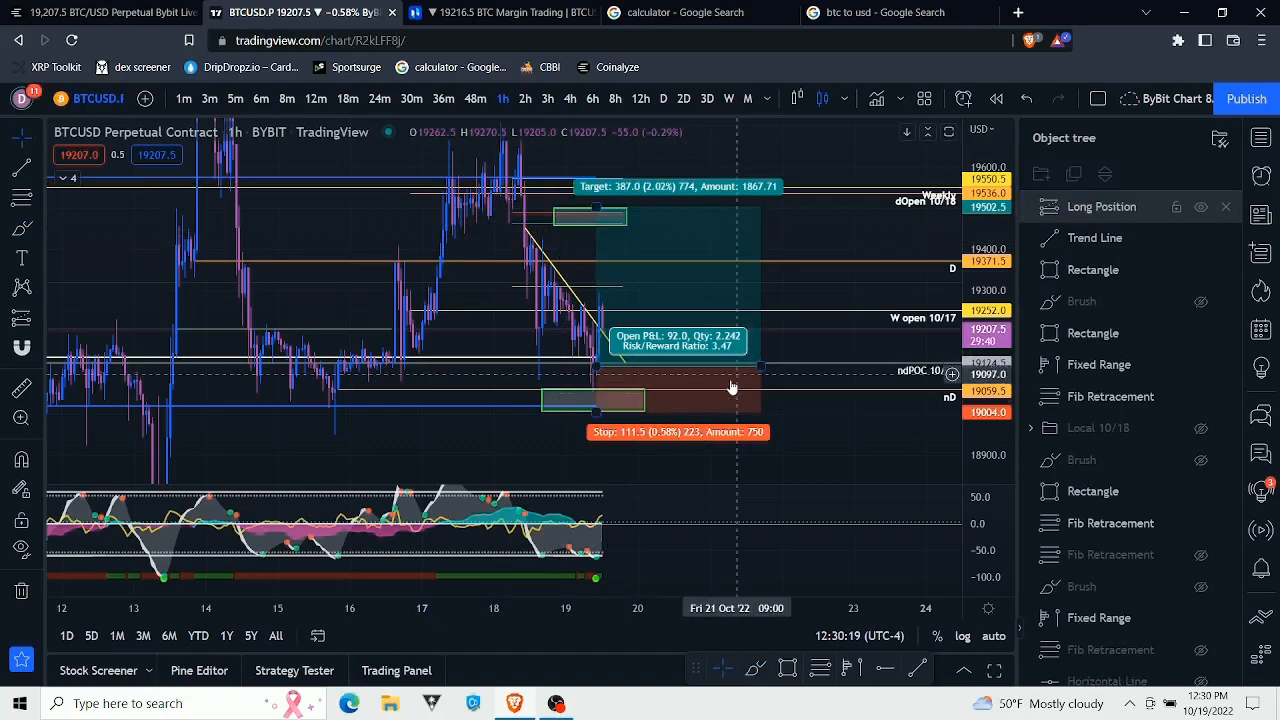 19,207.5 BTCUSD Perpetual Bybit Live
BTCUSD.P 19207.5 ▼ −0.58% ByB
▼ 19216.5 BTC Margin Trading | BTCUS
calculator - Google Search
btc to usd - Google Search
tradingview.com/chart/R2kLFF8j/
XRP Toolkit
dex screener
DripDropz.io – Card...
Sportsurge
calculator - Google...
CBBI
Coinalyze
D
11
BTCUSD.P
1m 3m 5m 6m 8m 12m 18m 24m 30m 36m 48m 1h 2h 3h 4h 6h 8h 12h D 2D 3D W M
ByBit Chart 8.
Publish
BTCUSD Perpetual Contract · 1h · BYBIT · TradingView
O19262.5 H19270.5 L19205.0 C19207.5 −55.0 (−0.29%)
USD
19207.0
0.5
19207.5
4
Target: 387.0 (2.02%) 774, Amount: 1867.71
Weekly
dOpen 10/18
D
W open 10/17
Open P&L: 92.0, Qty: 2.242
Risk/Reward Ratio: 3.47
ndPOC 10/
nD
Stop: 111.5 (0.58%) 223, Amount: 750
19600.0
19550.5
19536.0
19502.5
19400.0
19371.5
19300.0
19252.0
19207.5
29:40
19124.5
19097.0
19059.5
19004.0
18900.0
50.0
0.0
−50.0
−100.0
12 13 14 15 16 17 18 19 20 Fri 21 Oct '22 09:00 23 24
1D 5D 1M 3M 6M YTD 1Y 5Y All
12:30:19 (UTC-4)
% log auto
Stock Screener
Pine Editor
Strategy Tester
Trading Panel
Object tree
Long Position
Trend Line
Rectangle
Brush
Rectangle
Fixed Range
Fib Retracement
Local 10/18
Brush
Rectangle
Fib Retracement
Fib Retracement
Brush
Fixed Range
Fib Retracement
Horizontal Line
3
Type here to search
50°F Mostly cloudy
12:30 PM
10/19/2022